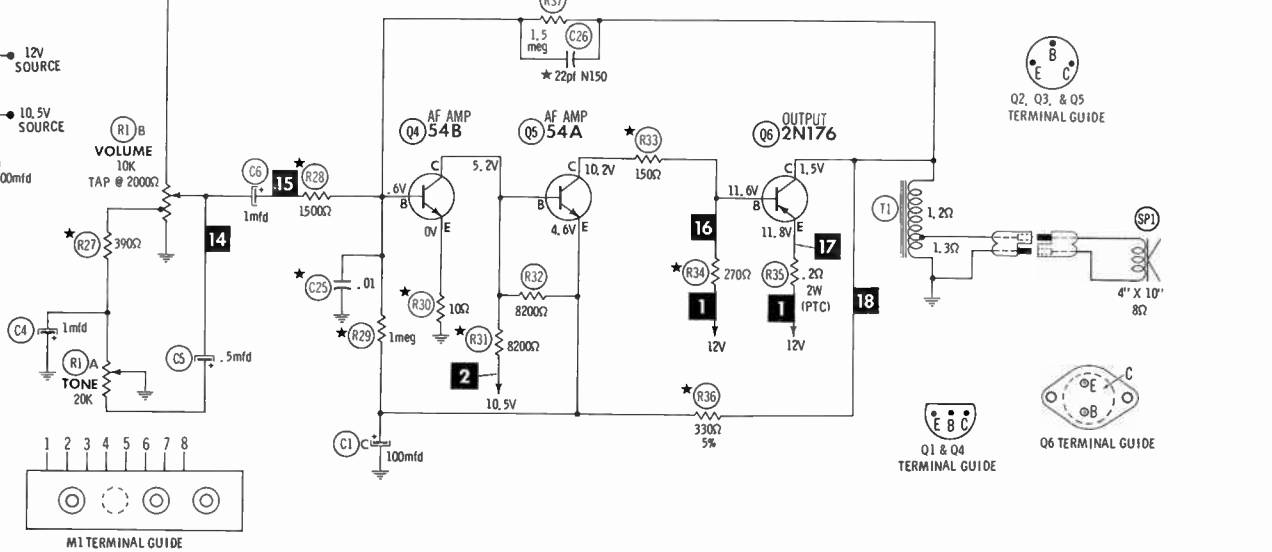 R37
1.5
meg
C26
★ 22pf N150
12V
SOURCE
10.5V
SOURCE
00mfd
R1 B
VOLUME
10K
TAP @ 2000Ω
C6
1mfd
15
★
R28
1500Ω
.6V
Q4
AF AMP
54B
C
B
E
0V
5.2V
Q5
AF AMP
54A
C
B
E
4.6V
10.2V
★
R33
150Ω
Q6
OUTPUT
2N176
C
B
E
1.5V
11.6V
11.8V
B
E C
Q2, Q3, & Q5
TERMINAL GUIDE
★
R27
390Ω
14
★
C25
.01
★
R30
10Ω
R32
8200Ω
16
★
R34
270Ω
1
12V
17
R35
.2Ω
2W
(PTC)
1
12V
18
T1
1.2Ω
1.3Ω
SP1
4" X 10"
8Ω
C4
1mfd
R1 A
TONE
20K
C5
.5mfd
★
R29
1meg
★
R31
8200Ω
2
10.5V
★
R36
330Ω
5%
C1 C
100mfd
E B C
Q1 & Q4
TERMINAL GUIDE
C
E
B
Q6 TERMINAL GUIDE
1 2 3 4 5 6 7 8
M1 TERMINAL GUIDE